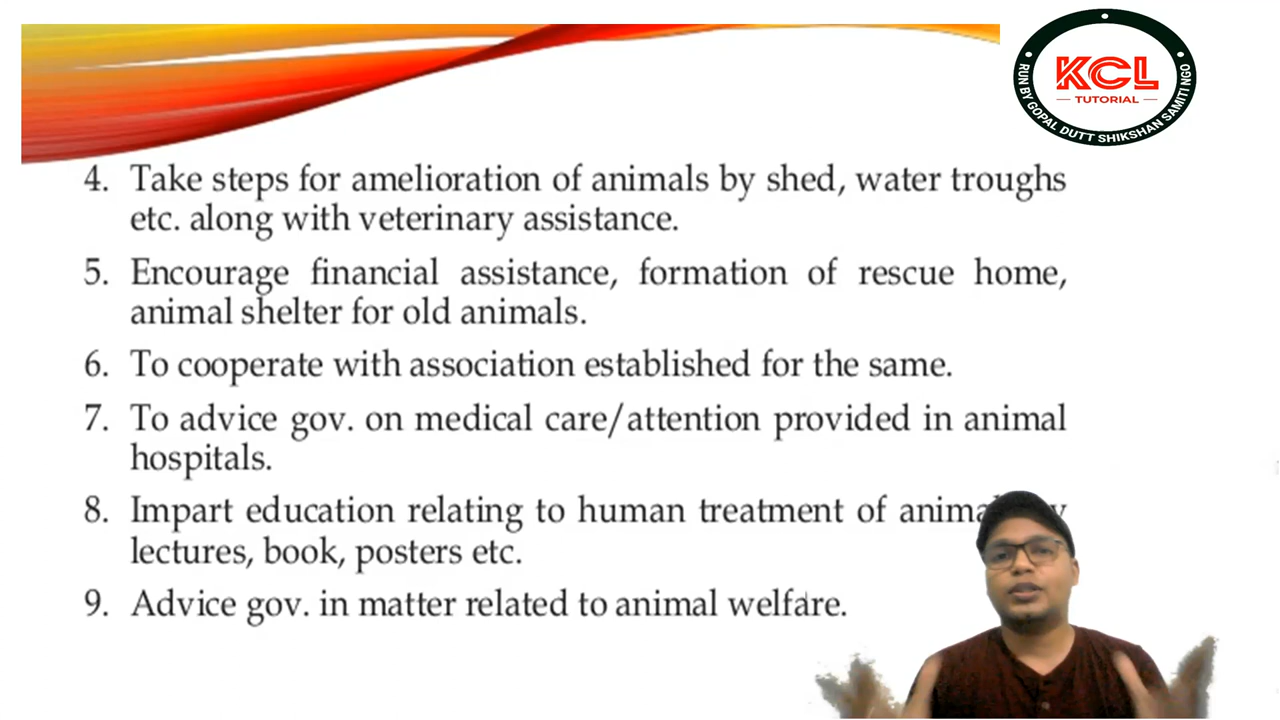 KCL
TUTORIAL
RUN BY GOPAL DUTT SHIKSHAN SAMITI NGO
4. Take steps for amelioration of animals by shed, water troughs
etc. along with veterinary assistance.
5. Encourage financial assistance, formation of rescue home,
animal shelter for old animals.
6. To cooperate with association established for the same.
7. To advice gov. on medical care/attention provided in animal
hospitals.
8. Impart education relating to human treatment of
lectures, book, posters etc.
9. Advice gov. in matter related to animal welfare.